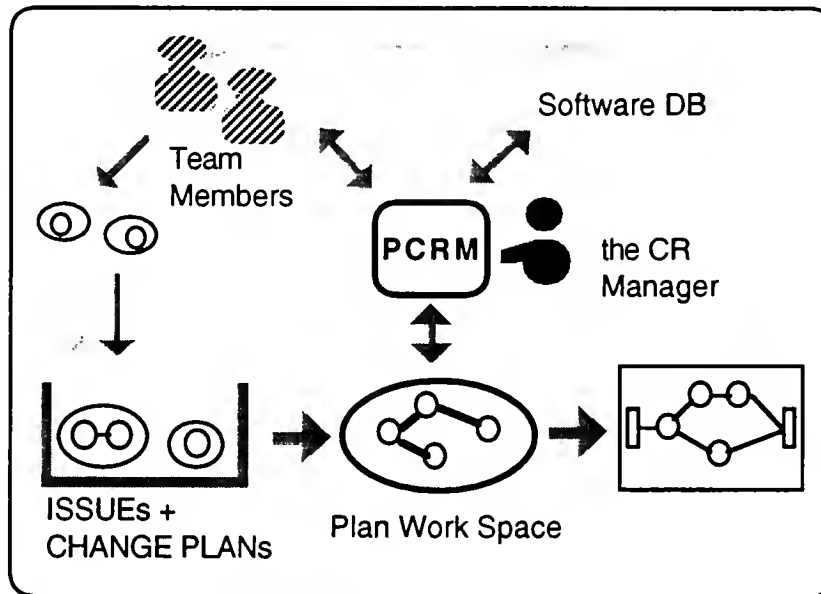 Software DB
Team
Members
PCRM
the CR
Manager
ISSUEs +
CHANGE PLANs
Plan Work Space